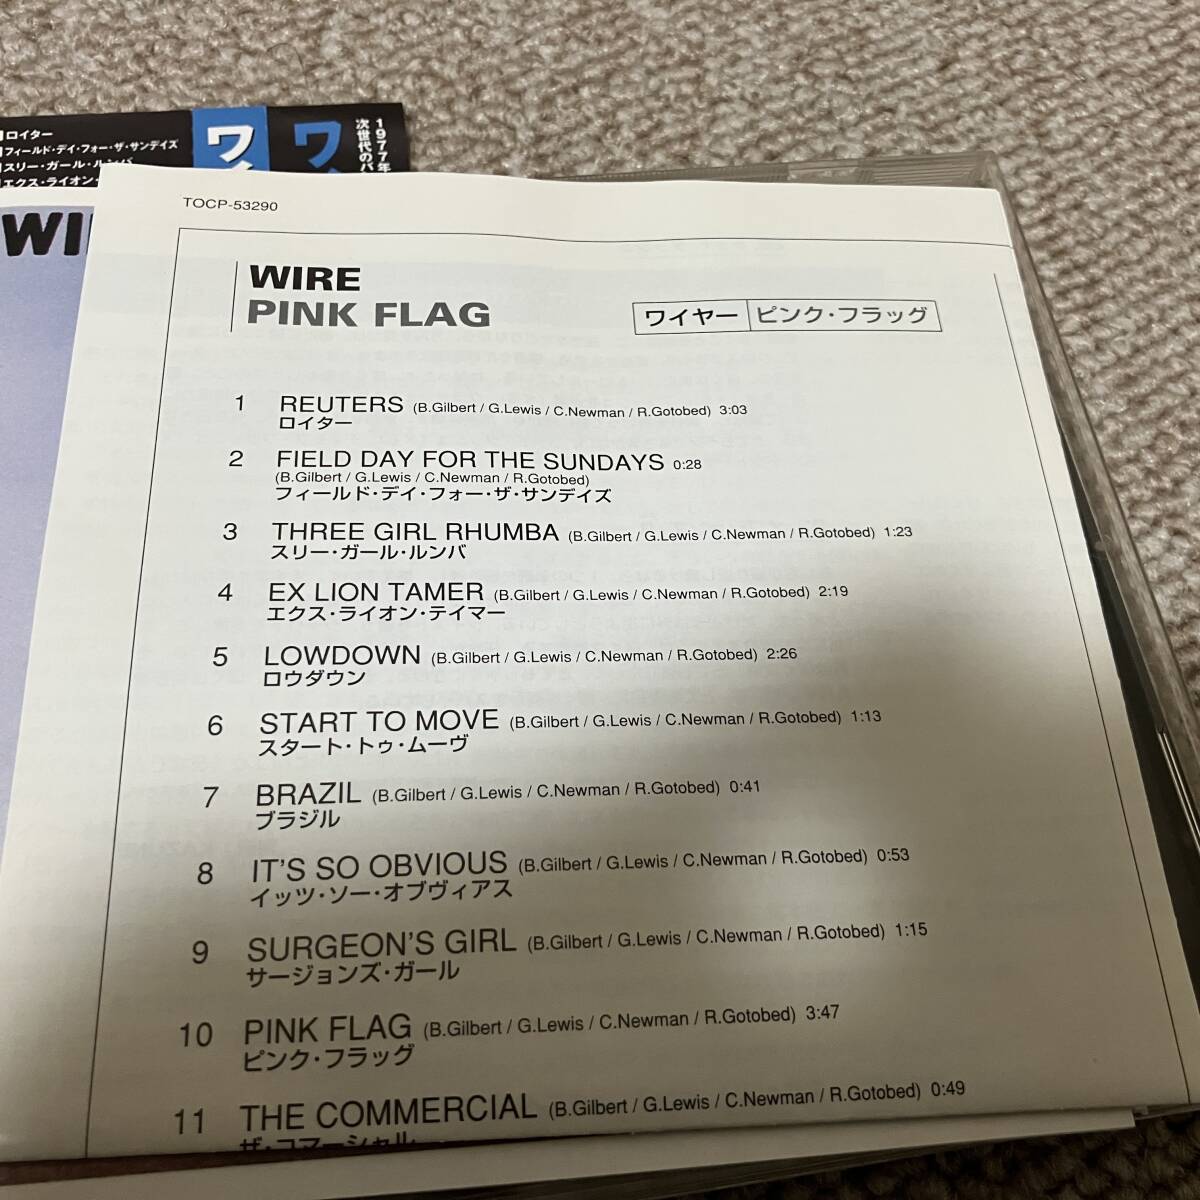 ロイター
フィールド・デイ・フォー・ザ・サンデイズ
スリー・ガール・ルンバ
エクス・ライオン・
ワ
ワ
1977年
次世代のパ
WI
TOCP-53290
WIRE
PINK FLAG
ワイヤー ピンク・フラッグ
1 REUTERS (B.Gilbert / G.Lewis / C.Newman / R.Gotobed) 3:03
ロイター
2 FIELD DAY FOR THE SUNDAYS 0:28
(B.Gilbert / G.Lewis / C.Newman / R.Gotobed)
フィールド・デイ・フォー・ザ・サンデイズ
3 THREE GIRL RHUMBA (B.Gilbert / G.Lewis / C.Newman / R.Gotobed) 1:23
スリー・ガール・ルンバ
4 EX LION TAMER (B.Gilbert / G.Lewis / C.Newman / R.Gotobed) 2:19
エクス・ライオン・テイマー
5 LOWDOWN (B.Gilbert / G.Lewis / C.Newman / R.Gotobed) 2:26
ロウダウン
6 START TO MOVE (B.Gilbert / G.Lewis / C.Newman / R.Gotobed) 1:13
スタート・トゥ・ムーヴ
7 BRAZIL (B.Gilbert / G.Lewis / C.Newman / R.Gotobed) 0:41
ブラジル
8 IT'S SO OBVIOUS (B.Gilbert / G.Lewis / C.Newman / R.Gotobed) 0:53
イッツ・ソー・オブヴィアス
9 SURGEON'S GIRL (B.Gilbert / G.Lewis / C.Newman / R.Gotobed) 1:15
サージョンズ・ガール
10 PINK FLAG (B.Gilbert / G.Lewis / C.Newman / R.Gotobed) 3:47
ピンク・フラッグ
11 THE COMMERCIAL (B.Gilbert / G.Lewis / C.Newman / R.Gotobed) 0:49
ザ・コマーシャル